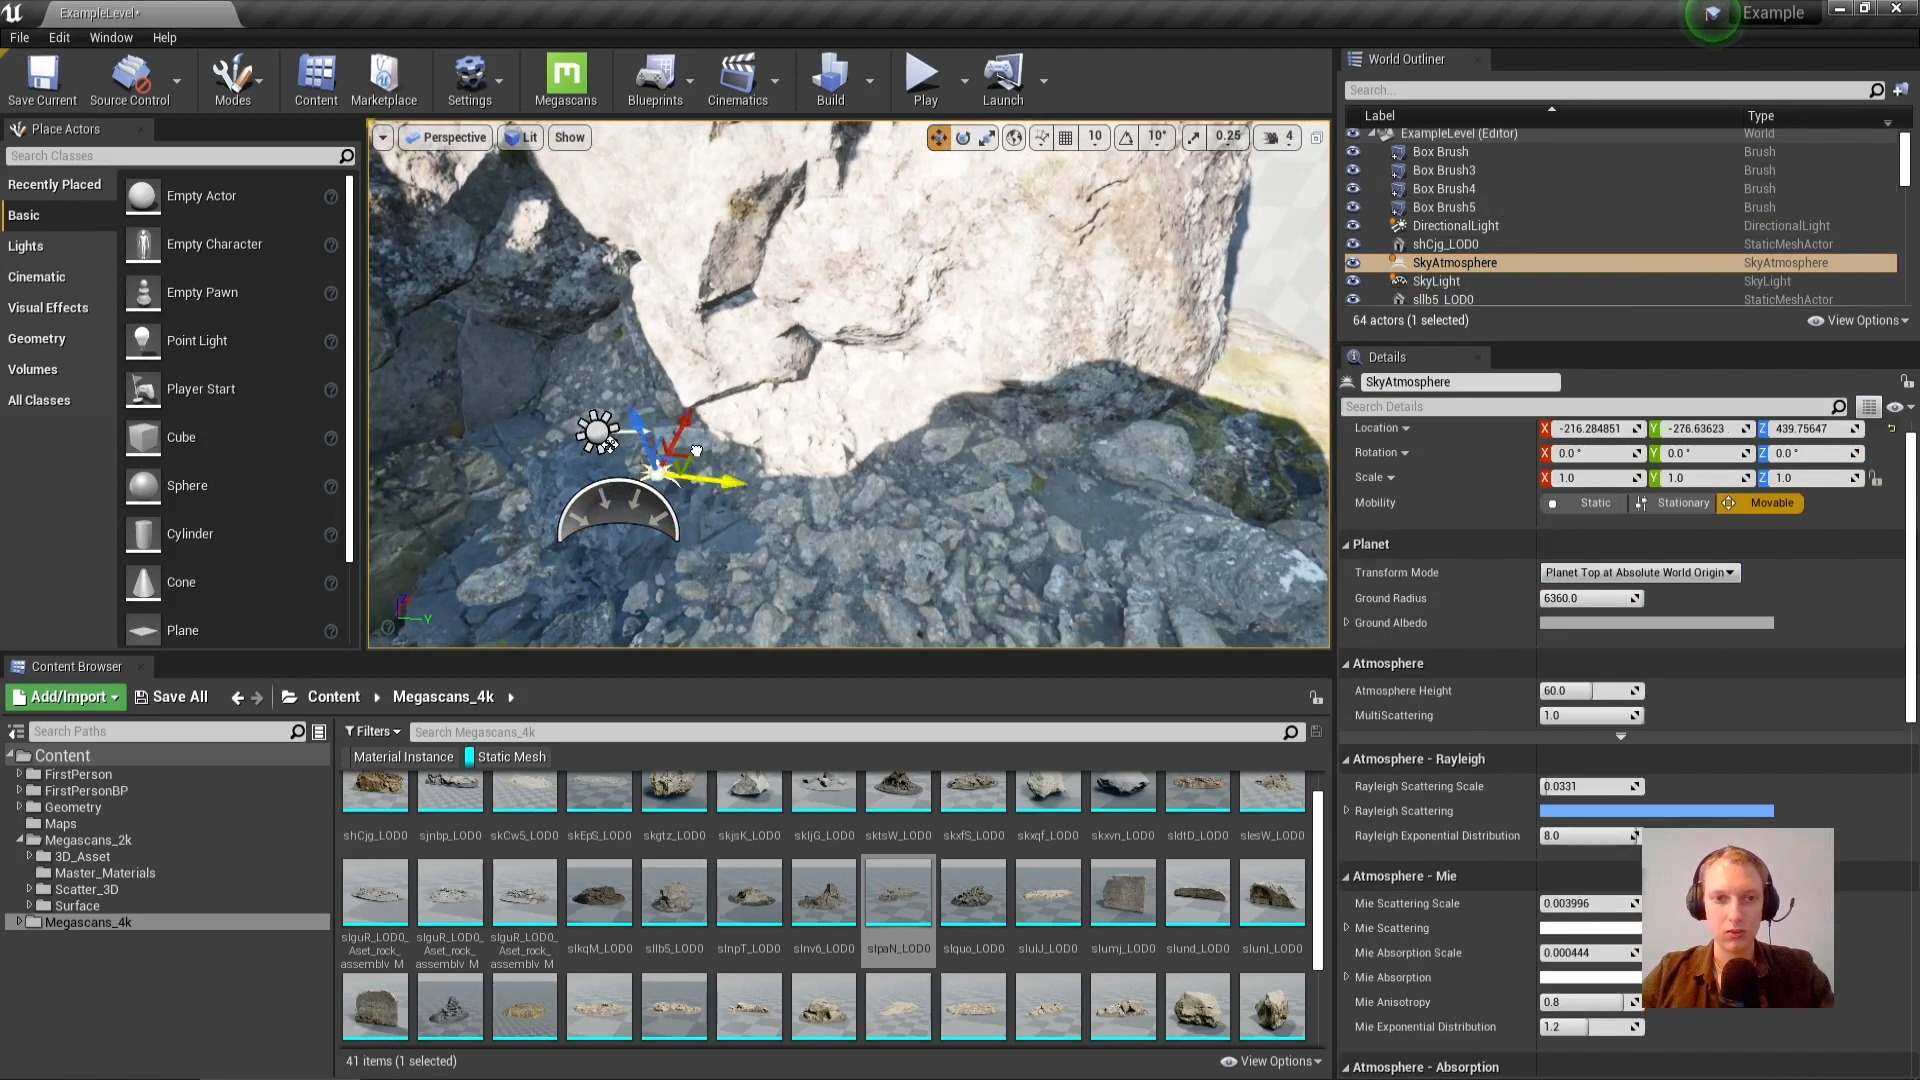 ExampleLevel*
Example
File Edit Window Help
Save Current
Source Control
Modes
Content
Marketplace
Settings
Megascans
Blueprints
Cinematics
Build
Play
Launch
Place Actors
Search Classes
Recently Placed
Basic
Lights
Cinematic
Visual Effects
Geometry
Volumes
All Classes
Empty Actor
Empty Character
Empty Pawn
Point Light
Player Start
Cube
Sphere
Cylinder
Cone
Plane
Perspective
Lit
Show
10
10°
0.25
4
Y
World Outliner
Search...
Label Type
ExampleLevel (Editor) World
Box Brush Brush
Box Brush3 Brush
Box Brush4 Brush
Box Brush5 Brush
DirectionalLight DirectionalLight
shCjg_LOD0 StaticMeshActor
SkyAtmosphere SkyAtmosphere
SkyLight SkyLight
sllb5_LOD0 StaticMeshActor
64 actors (1 selected)
View Options
Details
SkyAtmosphere
Search Details
Location X -216.284851 Y -276.63623 Z 439.75647
Rotation X 0.0° Y 0.0° Z 0.0°
Scale X 1.0 Y 1.0 Z 1.0
Mobility Static Stationary Movable
Planet
Transform Mode Planet Top at Absolute World Origin
Ground Radius 6360.0
Ground Albedo
Atmosphere
Atmosphere Height 60.0
MultiScattering 1.0
Atmosphere - Rayleigh
Rayleigh Scattering Scale 0.0331
Rayleigh Scattering
Rayleigh Exponential Distribution 8.0
Atmosphere - Mie
Mie Scattering Scale 0.003996
Mie Scattering
Mie Absorption Scale 0.000444
Mie Absorption
Mie Anisotropy 0.8
Mie Exponential Distribution 1.2
Atmosphere - Absorption
Content Browser
Add/Import
Save All
Content
Megascans_4k
Search Paths
Filters
Search Megascans_4k
Material Instance
Static Mesh
Content
FirstPerson
FirstPersonBP
Geometry
Maps
Megascans_2k
3D_Asset
Master_Materials
Scatter_3D
Surface
Megascans_4k
shCjg_LOD0 sjnbp_LOD0 skCw5_LOD0 skEpS_LOD0 skgtz_LOD0 skjsK_LOD0 skljG_LOD0 sktsW_LOD0 skxfS_LOD0 skxqf_LOD0 skxvn_LOD0 sldtD_LOD0 slesW_LOD0
slguR_LOD0_ slguR_LOD0_ slguR_LOD0_ slkqM_LOD0 sllb5_LOD0 slnpT_LOD0 slnv6_LOD0 slpaN_LOD0 slquo_LOD0 slulJ_LOD0 slumj_LOD0 slund_LOD0 slunl_LOD0
Aset_rock_ Aset_rock_ Aset_rock_
assembly_M assembly_M assembly_M
41 items (1 selected)
View Options